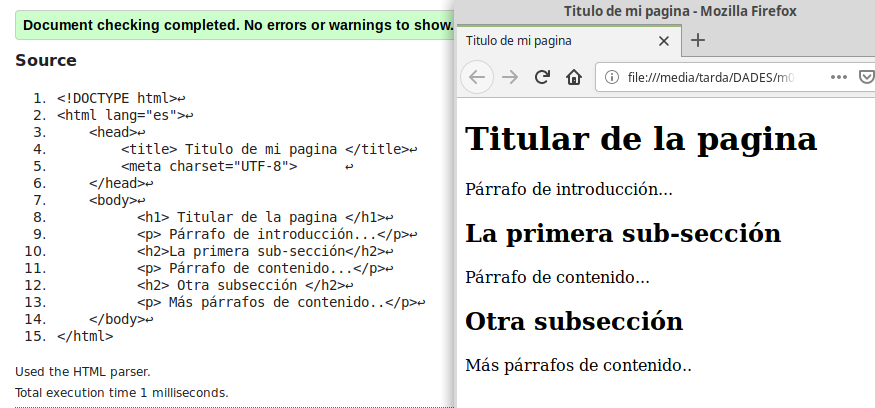 Document checking completed. No errors or warnings to show.
Source
1. <!DOCTYPE html>↩
2. <html lang="es">↩
3.     <head>↩
4.         <title> Titulo de mi pagina </title>↩
5.         <meta charset="UTF-8">      ↩
6.     </head>↩
7.     <body>↩
8.           <h1> Titular de la pagina </h1>↩
9.           <p> Párrafo de introducción...</p>↩
10.           <h2>La primera sub-sección</h2>↩
11.           <p> Párrafo de contenido...</p>↩
12.           <h2> Otra subsección </h2>↩
13.           <p> Más párrafos de contenido..</p>↩
14.     </body>↩
15. </html>
Used the HTML parser.
Total execution time 1 milliseconds.
Titulo de mi pagina - Mozilla Firefox
Titulo de mi pagina
file:///media/tarda/DADES/m0
Titular de la pagina
Párrafo de introducción...
La primera sub-sección
Párrafo de contenido...
Otra subsección
Más párrafos de contenido..